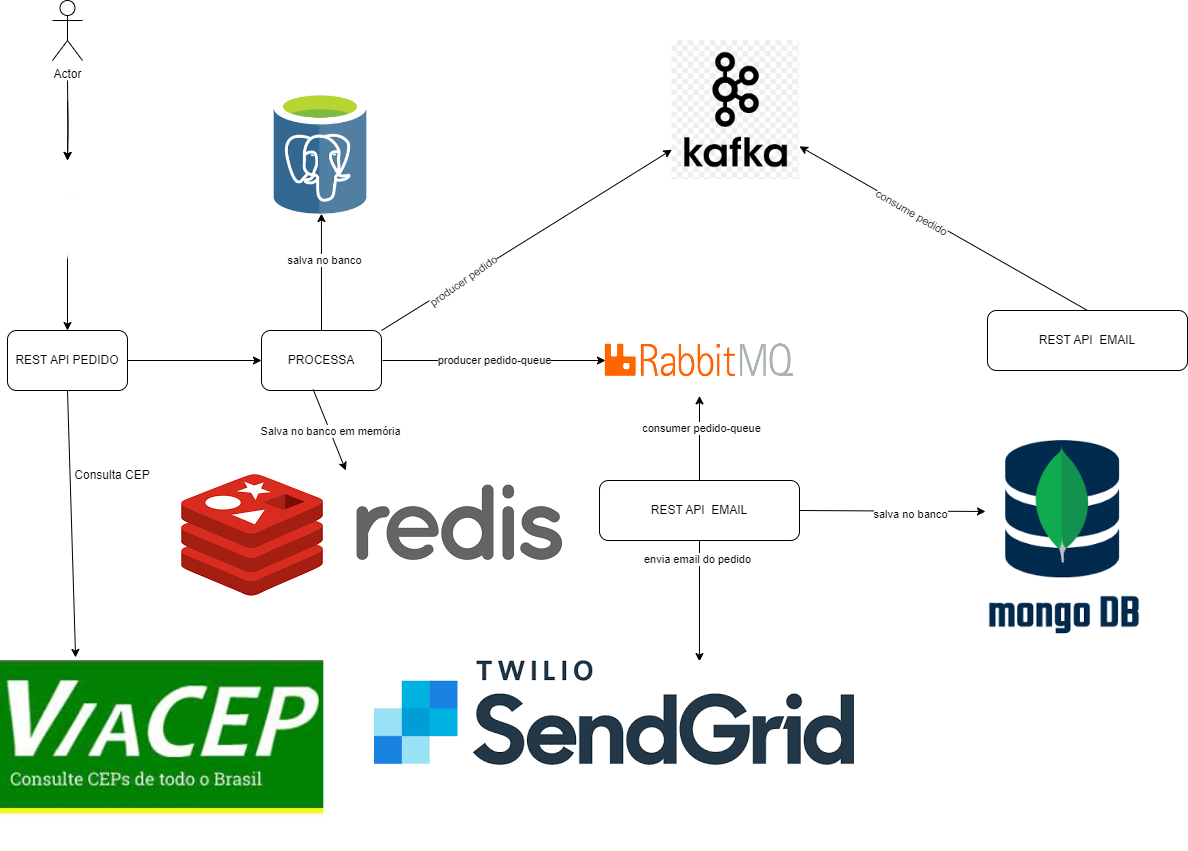 Actor
kafka
salva no banco
producer pedido
consume pedido
REST API PEDIDO
PROCESSA
producer pedido-queue
RabbitMQ
REST API  EMAIL
Salva no banco em memória
consumer pedido-queue
Consulta CEP
redis
REST API  EMAIL
salva no banco
envia email do pedido
mongo DB
VIACEP
Consulte CEPs de todo o Brasil
TWILIO
SendGrid